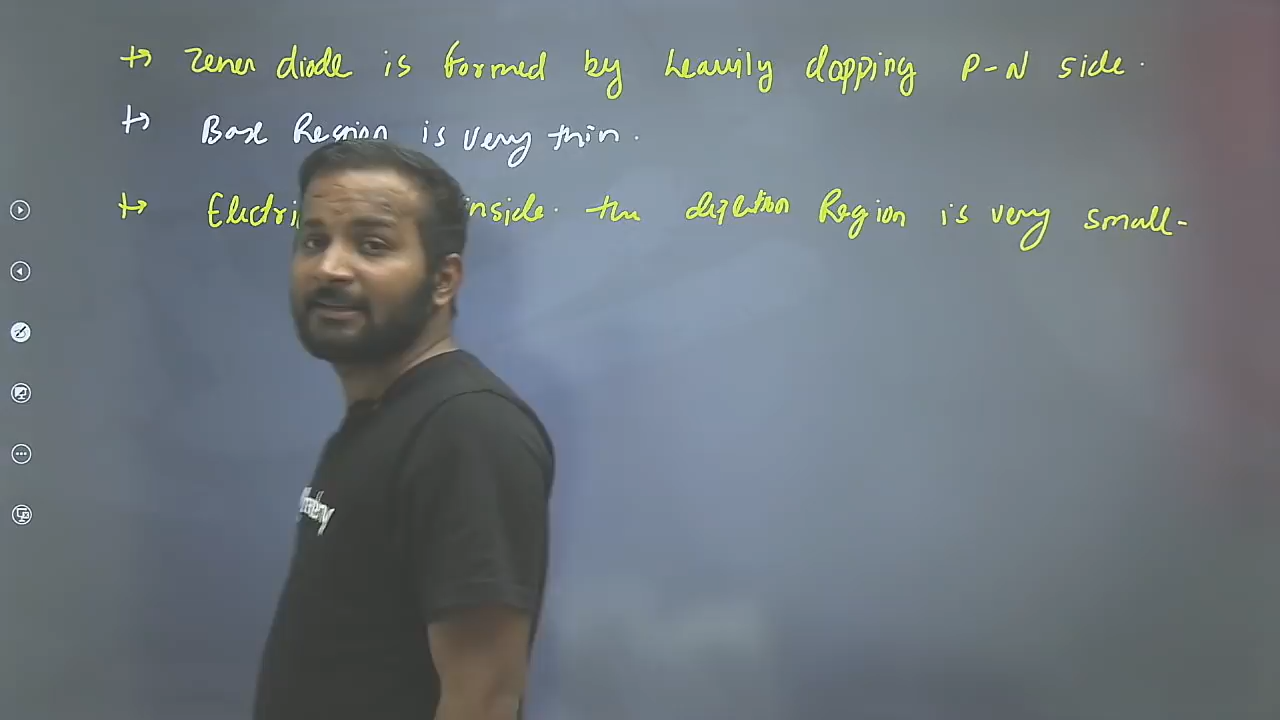 Zener diode is formed by heavily dopping P-N side.
Base Region is very thin.
Electri inside. the depletion Region is very small-